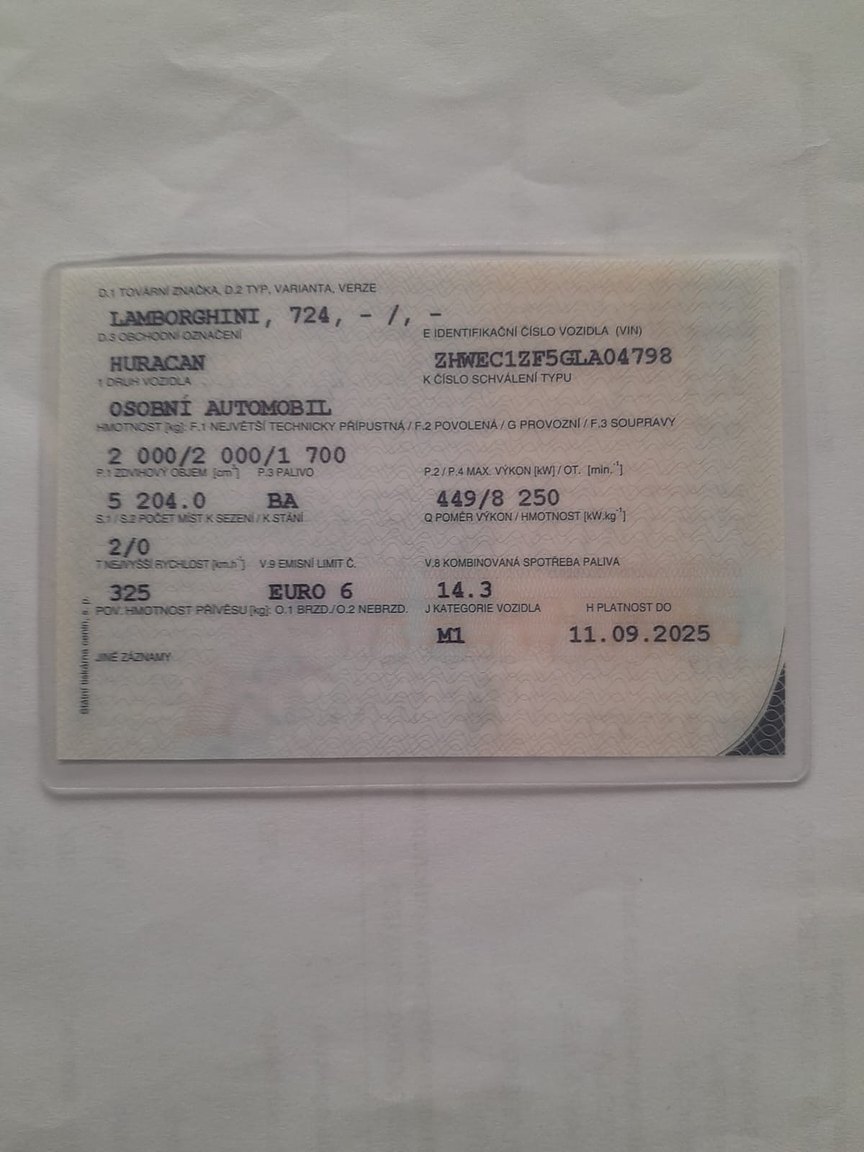 D.1 TOVÁRNÍ ZNAČKA, D.2 TYP, VARIANTA, VERZE
LAMBORGHINI, 724, - /, -
D.3 OBCHODNÍ OZNAČENÍ E IDENTIFIKAČNÍ ČÍSLO VOZIDLA (VIN)
HURACAN ZHWEC1ZF5GLA04798
1 DRUH VOZIDLA K ČÍSLO SCHVÁLENÍ TYPU
OSOBNÍ AUTOMOBIL
HMOTNOST [kg]: F.1 NEJVĚTŠÍ TECHNICKY PŘÍPUSTNÁ / F.2 POVOLENÁ / G PROVOZNÍ / F.3 SOUPRAVY
2 000/2 000/1 700
P.1 ZDVIHOVÝ OBJEM [cm³] P.3 PALIVO P.2 / P.4 MAX. VÝKON [kW] / OT. [min.⁻¹]
5 204.0 BA 449/8 250
S.1 / S.2 POČET MÍST K SEZENÍ / K STÁNÍ Q POMĚR VÝKON / HMOTNOST [kW.kg⁻¹]
2/0
T NEJVYŠŠÍ RYCHLOST [km.h⁻¹] V.9 EMISNÍ LIMIT Č. V.8 KOMBINOVANÁ SPOTŘEBA PALIVA
325 EURO 6 14.3
POV. HMOTNOST PŘÍVĚSU [kg]: O.1 BRZD./O.2 NEBRZD. J KATEGORIE VOZIDLA H PLATNOST DO
M1 11.09.2025
JINÉ ZÁZNAMY
Státní tiskárna cenin, s. p.